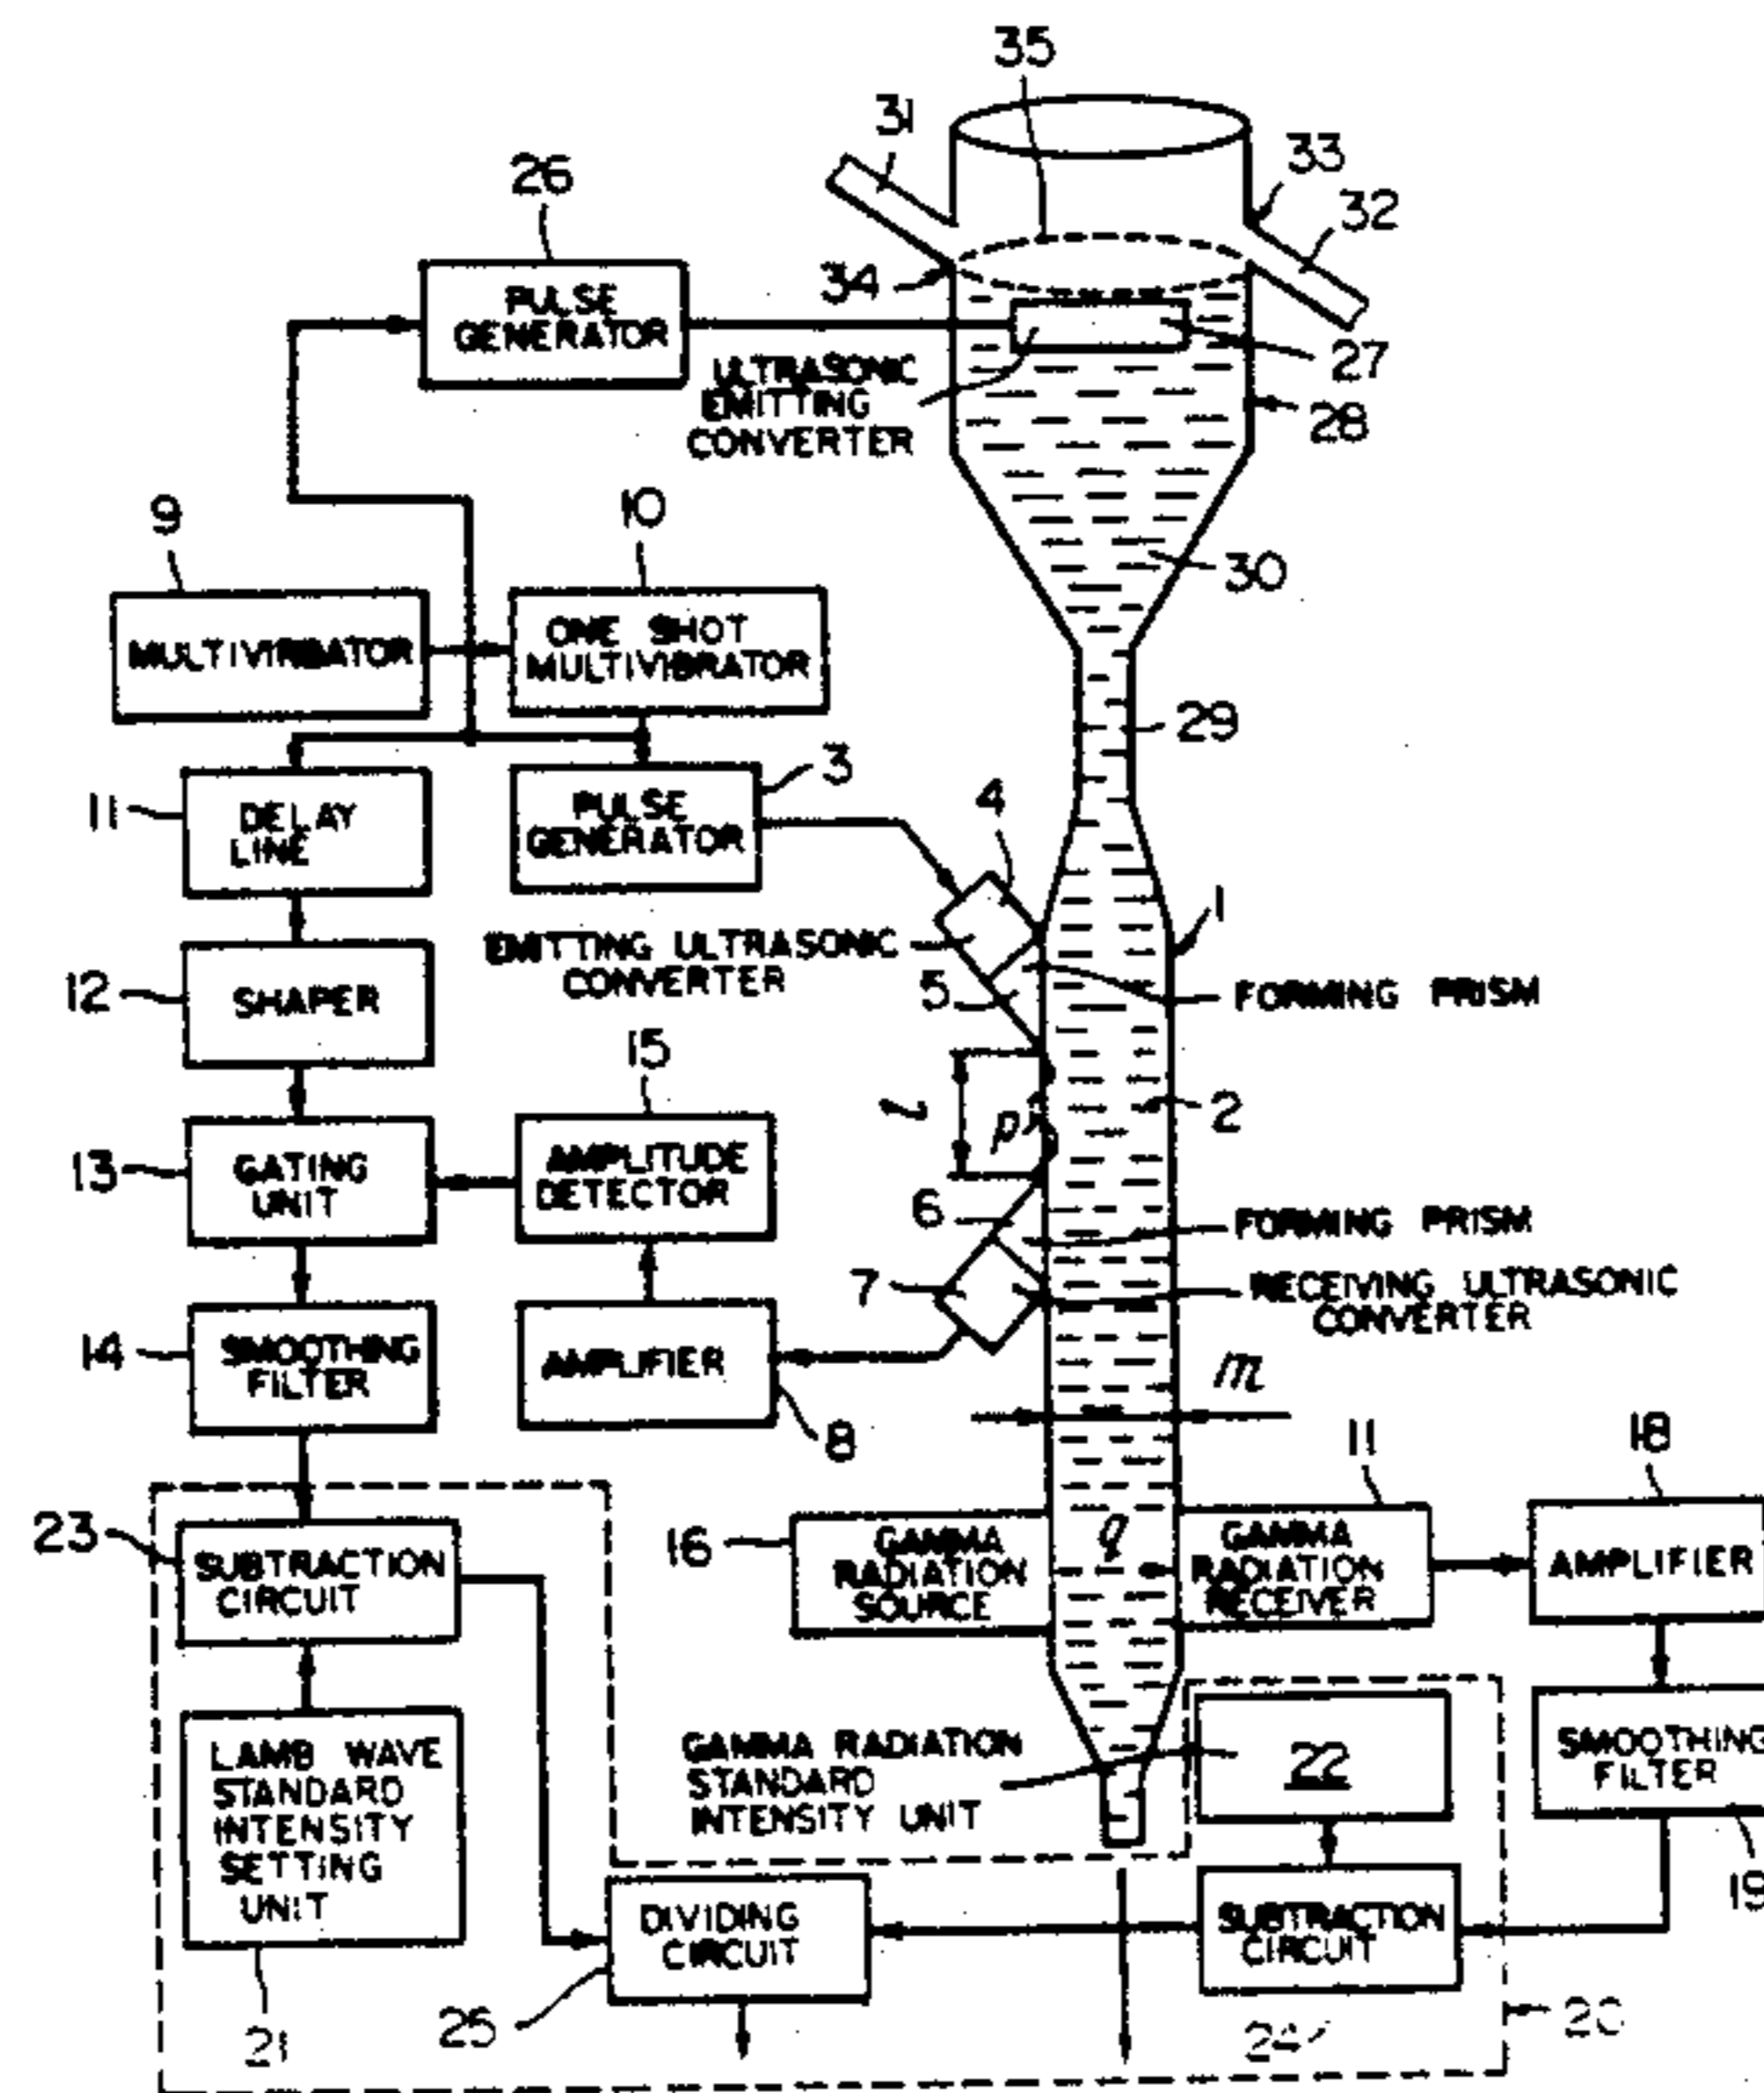 35
31
33
26
32
34
PULSE
GENERATOR
27
ULTRASONIC
EMITTING
CONVERTER
28
9
10
30
MULTIVIRBATOR
ONE SHOT
MULTIVIBRATOR
29
3
11
DELAY
LINE
PULSE
GENERATOR
4
1
EMITTING ULTRASONIC
CONVERTER
12
SHAPER
5
FORMING PRISM
15
l
p
2
13
GATING
UNIT
AMPLITUDE
DETECTOR
6
FORMING PRISM
7
RECEIVING ULTRASONIC
CONVERTER
14
SMOOTHING
FILTER
AMPLIFIER
m
8
11
18
23
SUBTRACTION
CIRCUIT
16
GAMMA
RADIATION
SOURCE
q
GAMMA
RADIATION
RECEIVER
AMPLIFIER
LAMB WAVE
STANDARD
INTENSITY
SETTING
UNIT
GAMMA RADIATION
STANDARD
INTENSITY UNIT
22
SMOOTHING
FILTER
19
DIVIDING
CIRCUIT
SUBTRACTION
CIRCUIT
21
25
24
20